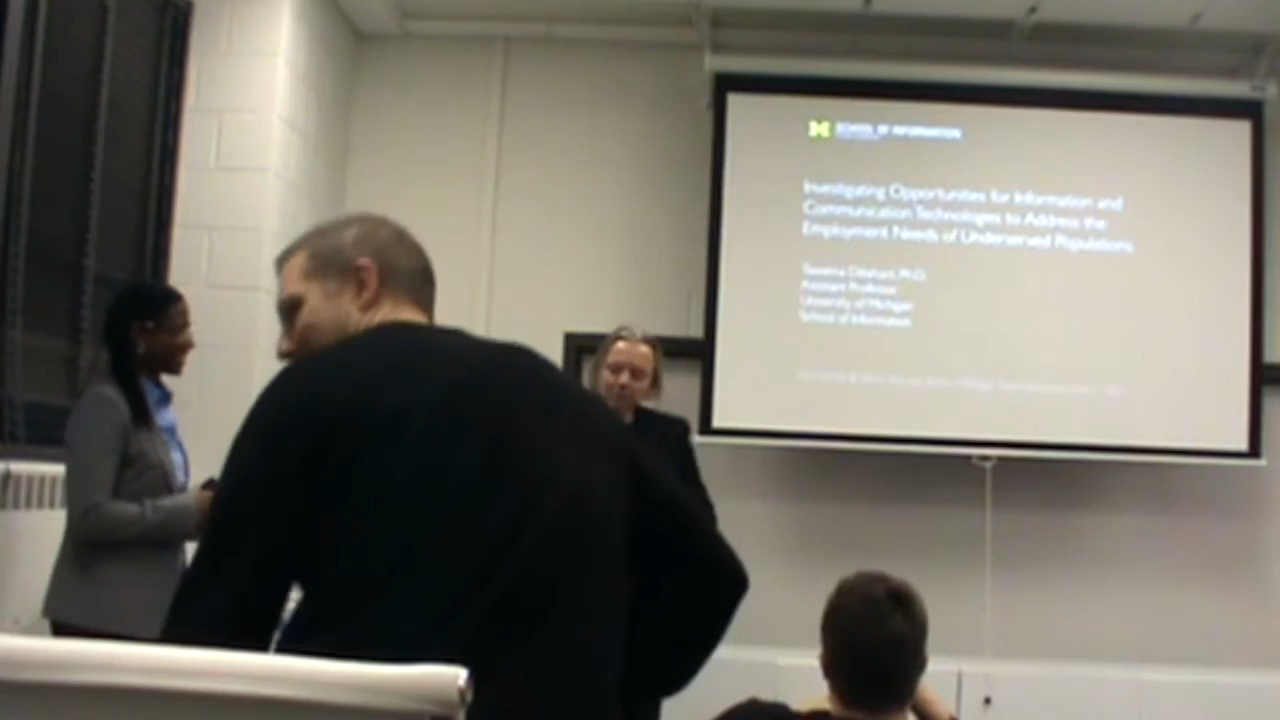 M SCHOOL OF INFORMATION
Investigating Opportunities for Information and
Communication Technologies to Address the
Employment Needs of Underserved Populations
Ph.D.
Assistant Professor
University of Michigan
School of Information